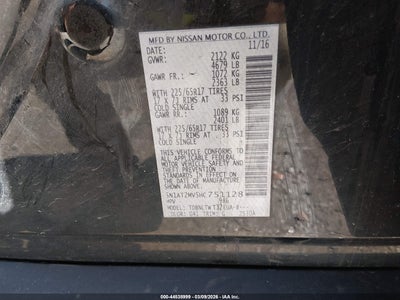 MFD BY NISSAN MOTOR CO., LTD.
DATE: 11/16
GVWR: 2122 KG
4679 LB
GAWR FR.: 1072 KG
2363 LB
WITH 225/65R17 TIRES
17 X 7J RIMS AT 33 PSI
COLD SINGLE
GAWR RR.: 1089 KG
2401 LB
WITH 225/65R17 TIRES
17 X 7J RIMS AT 33 PSI
COLD SINGLE
THIS VEHICLE CONFORMS TO
ALL APPLICABLE FEDERAL
MOTOR VEHICLE SAFETY
AND THEFT PREVENTION
STANDARDS IN EFFECT ON
THE DATE OF MANUFACTURE
SHOWN ABOVE
5N1AT2MV5HC751128
MPV
MODEL:
COLOR: TRIM: G
000-44538999 - 03/09/2026 - IAA